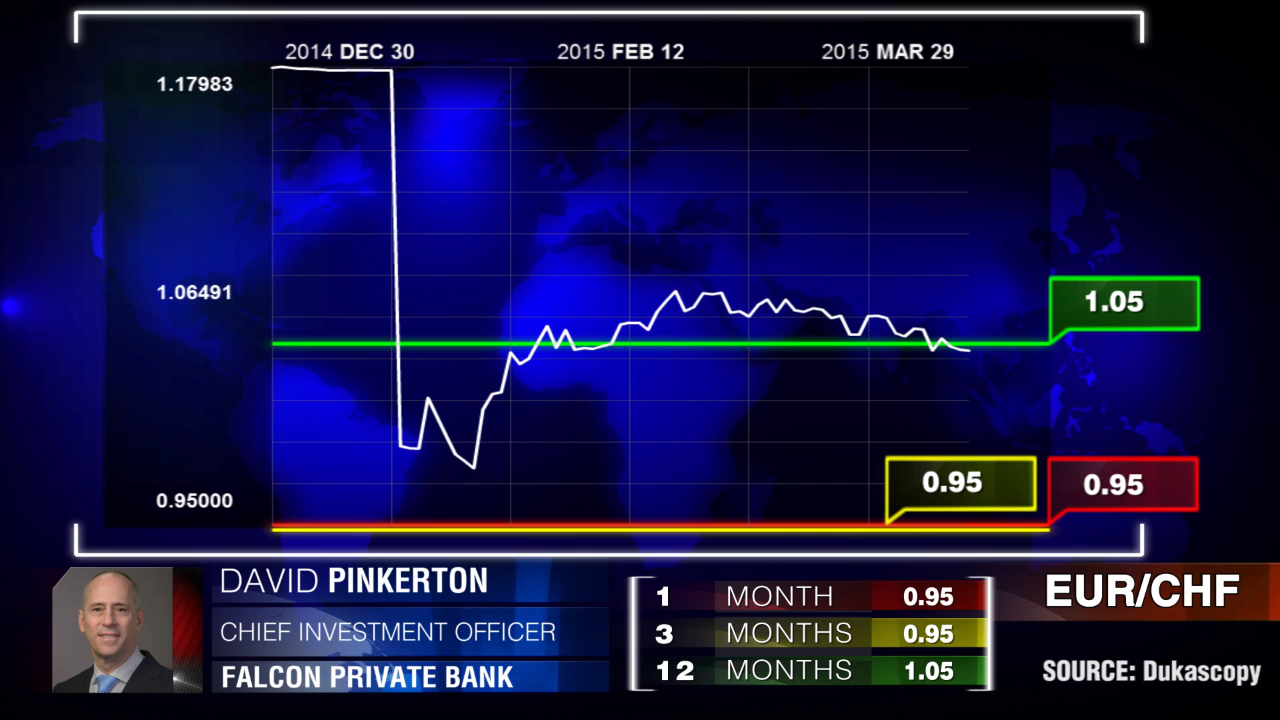 2014 DEC 30 2015 FEB 12 2015 MAR 29
1.17983
1.06491
1.05
0.95 0.95
0.95000
DAVID PINKERTON
CHIEF INVESTMENT OFFICER
FALCON PRIVATE BANK
1 MONTH 0.95
3 MONTHS 0.95
12 MONTHS 1.05
EUR/CHF
SOURCE: Dukascopy